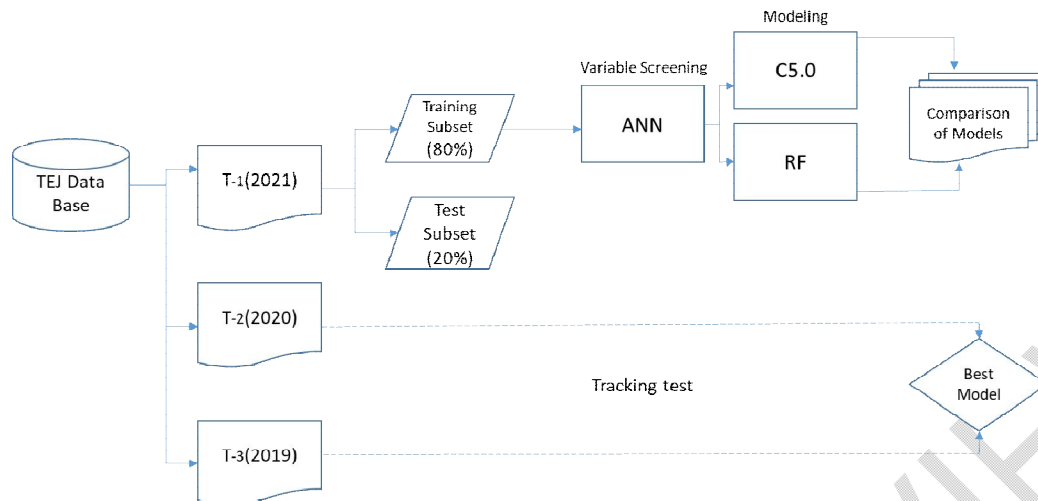 Modeling
Variable Screening
C5.0
Training
Subset
(80%)
ANN
Comparison
of Models
RF
TEJ Data
Base
T-1(2021)
Test
Subset
(20%)
T-2(2020)
Tracking test
Best
Model
T-3(2019)